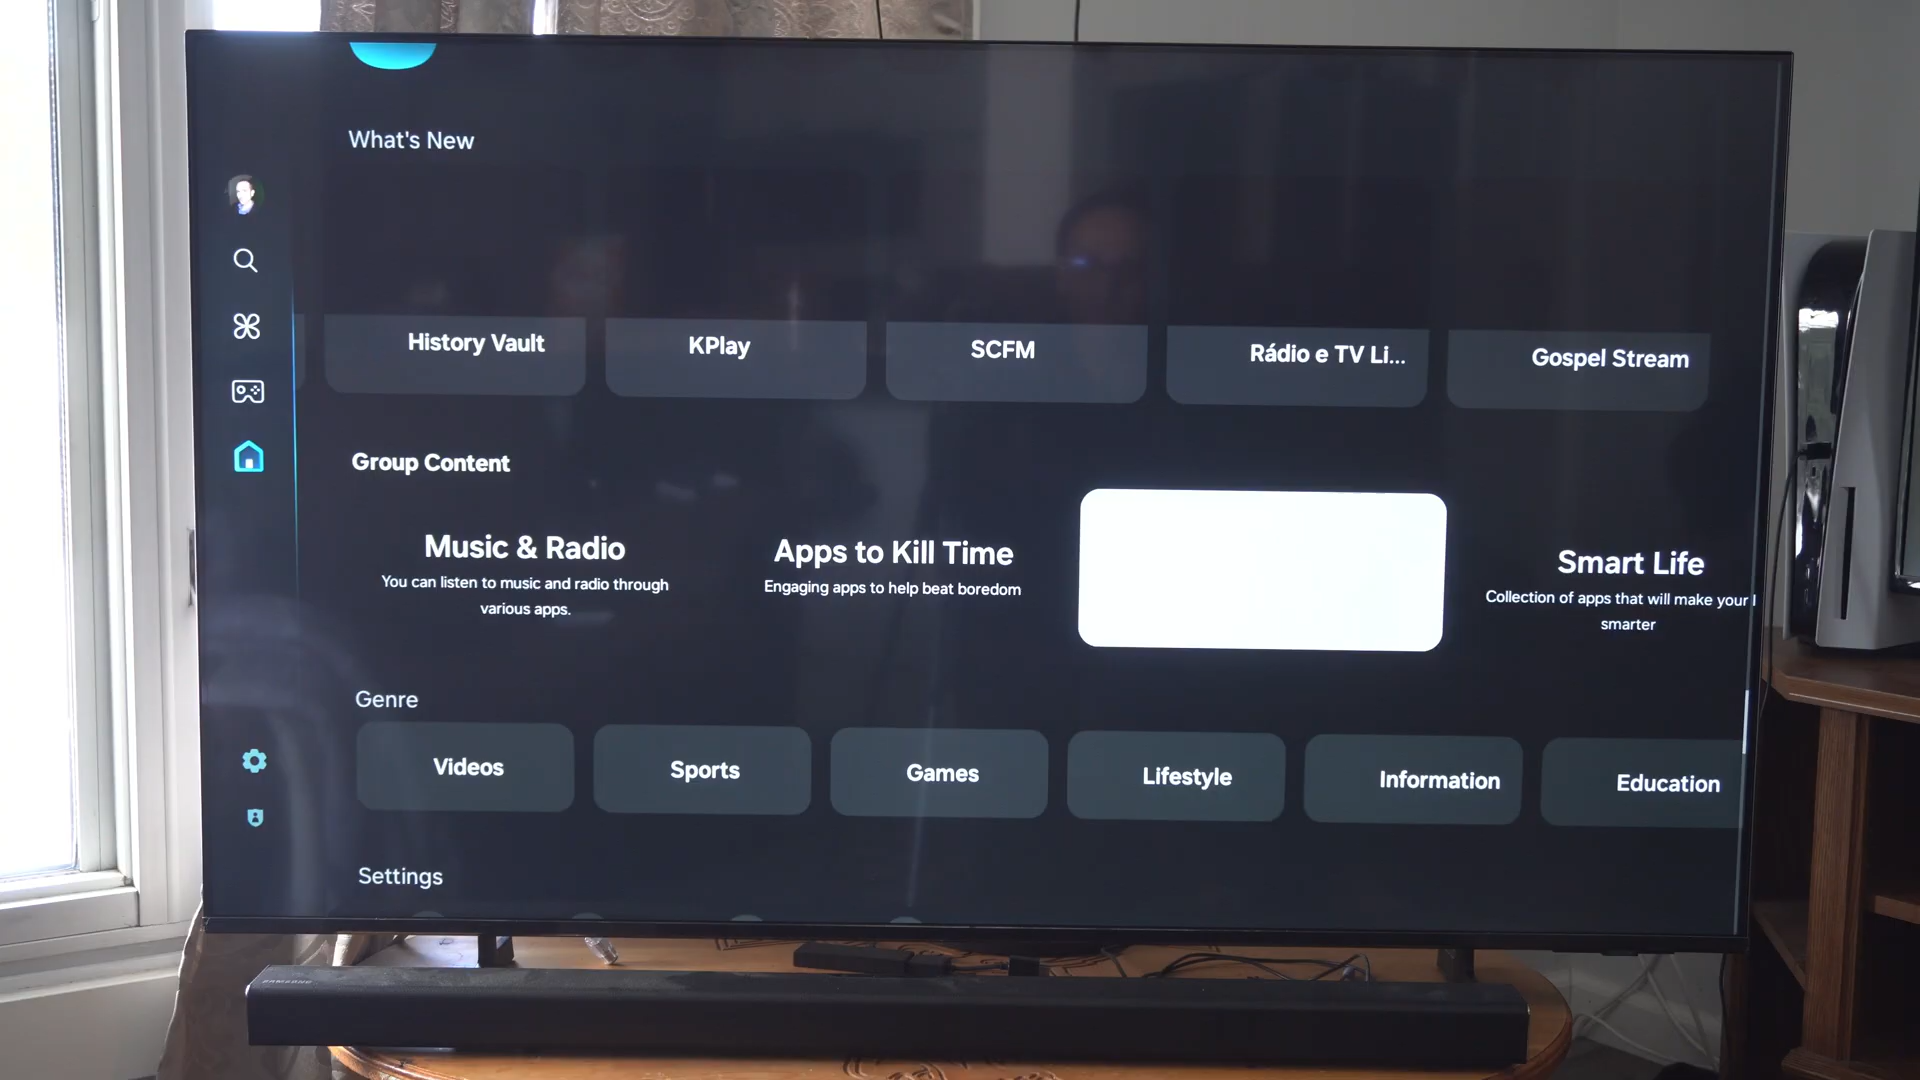 What's New
History Vault
KPlay
SCFM
Rádio e TV Li...
Gospel Stream
Group Content
Music & Radio
You can listen to music and radio through
various apps.
Apps to Kill Time
Engaging apps to help beat boredom
Smart Life
Collection of apps that will make your
smarter
Genre
Videos
Sports
Games
Lifestyle
Information
Education
Settings
SAMSUNG